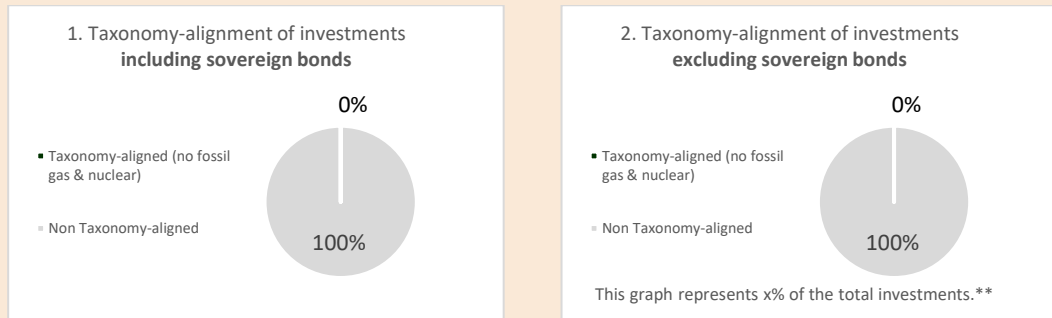 1. Taxonomy-alignment of investments
including sovereign bonds
0%
Taxonomy-aligned (no fossil
gas & nuclear)
Non Taxonomy-aligned
100%
2. Taxonomy-alignment of investments
excluding sovereign bonds
0%
Taxonomy-aligned (no fossil
gas & nuclear)
Non Taxonomy-aligned
100%
This graph represents x% of the total investments.**